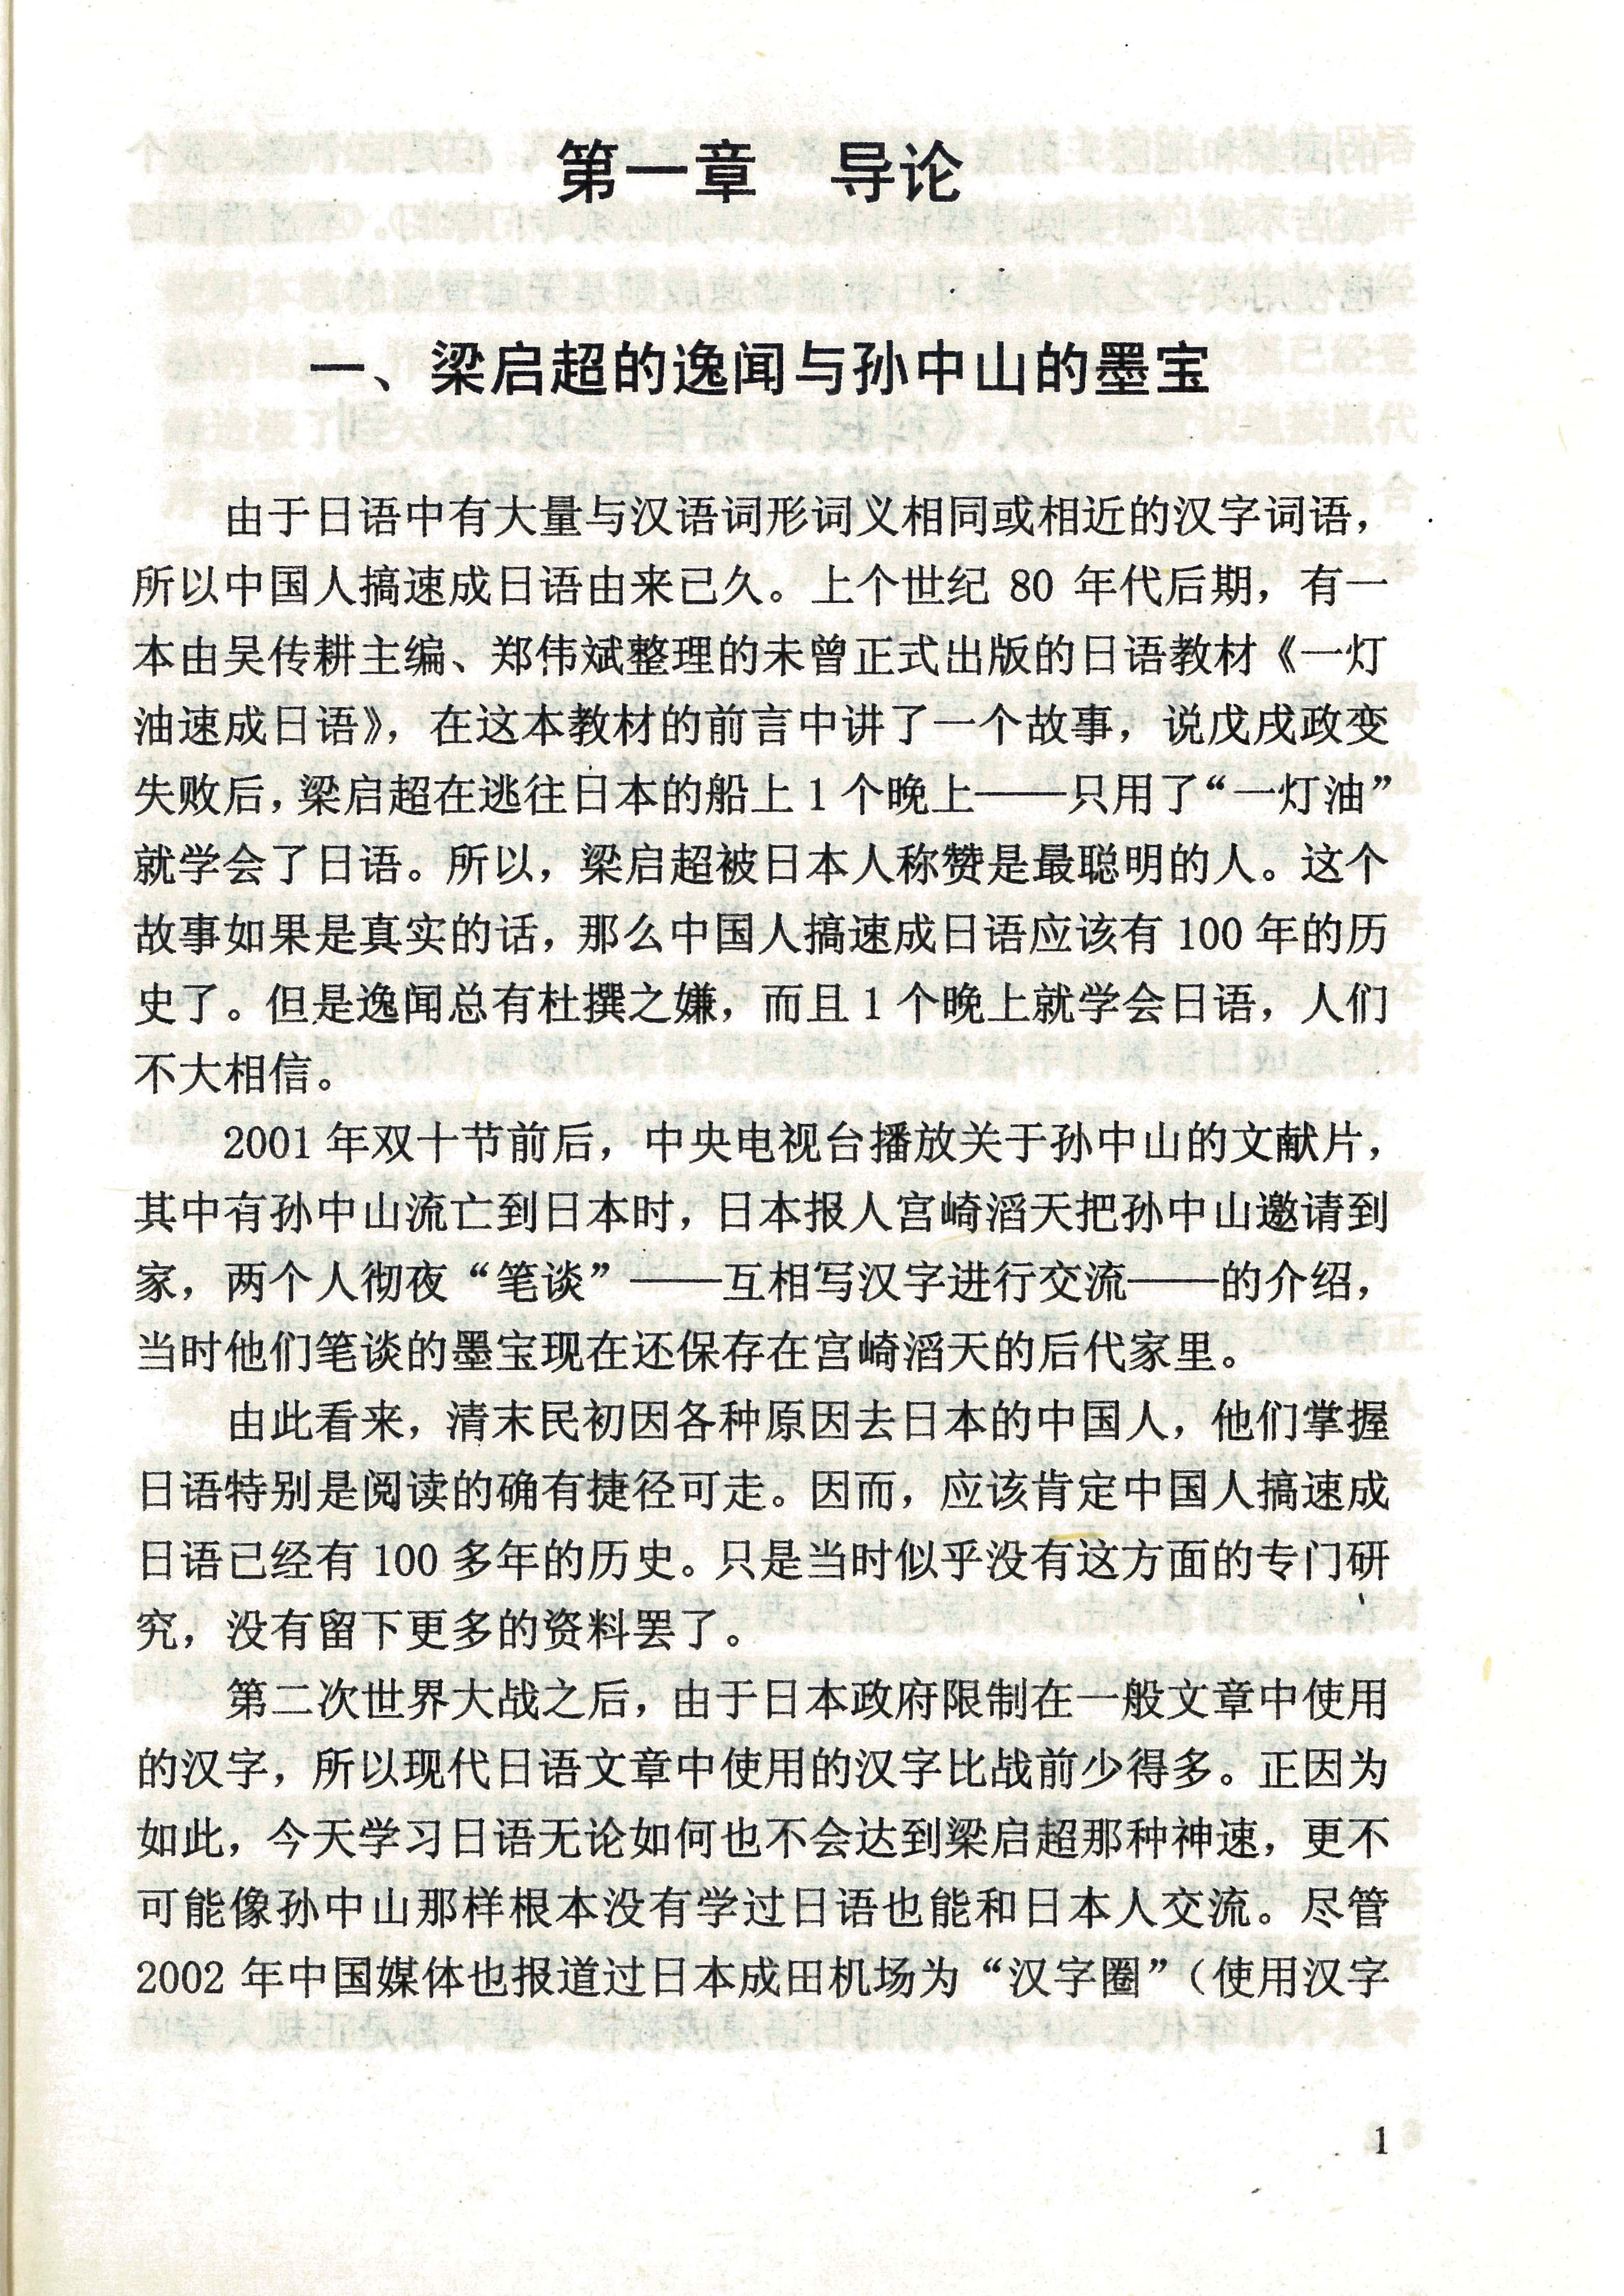 第一章　导论
一、梁启超的逸闻与孙中山的墨宝
由于日语中有大量与汉语词形词义相同或相近的汉字词语，
所以中国人搞速成日语由来已久。上个世纪 80 年代后期，有一
本由吴传耕主编、郑伟斌整理的未曾正式出版的日语教材《一灯
油速成日语》，在这本教材的前言中讲了一个故事，说戊戌政变
失败后，梁启超在逃往日本的船上 1 个晚上——只用了“一灯油”
就学会了日语。所以，梁启超被日本人称赞是最聪明的人。这个
故事如果是真实的话，那么中国人搞速成日语应该有 100 年的历
史了。但是逸闻总有杜撰之嫌，而且 1 个晚上就学会日语，人们
不大相信。
2001 年双十节前后，中央电视台播放关于孙中山的文献片，
其中有孙中山流亡到日本时，日本报人宫崎滔天把孙中山邀请到
家，两个人彻夜“笔谈”——互相写汉字进行交流——的介绍，
当时他们笔谈的墨宝现在还保存在宫崎滔天的后代家里。
由此看来，清末民初因各种原因去日本的中国人，他们掌握
日语特别是阅读的确有捷径可走。因而，应该肯定中国人搞速成
日语已经有 100 多年的历史。只是当时似乎没有这方面的专门研
究，没有留下更多的资料罢了。
第二次世界大战之后，由于日本政府限制在一般文章中使用
的汉字，所以现代日语文章中使用的汉字比战前少得多。正因为
如此，今天学习日语无论如何也不会达到梁启超那种神速，更不
可能像孙中山那样根本没有学过日语也能和日本人交流。尽管
2002 年中国媒体也报道过日本成田机场为“汉字圈”（使用汉字
1